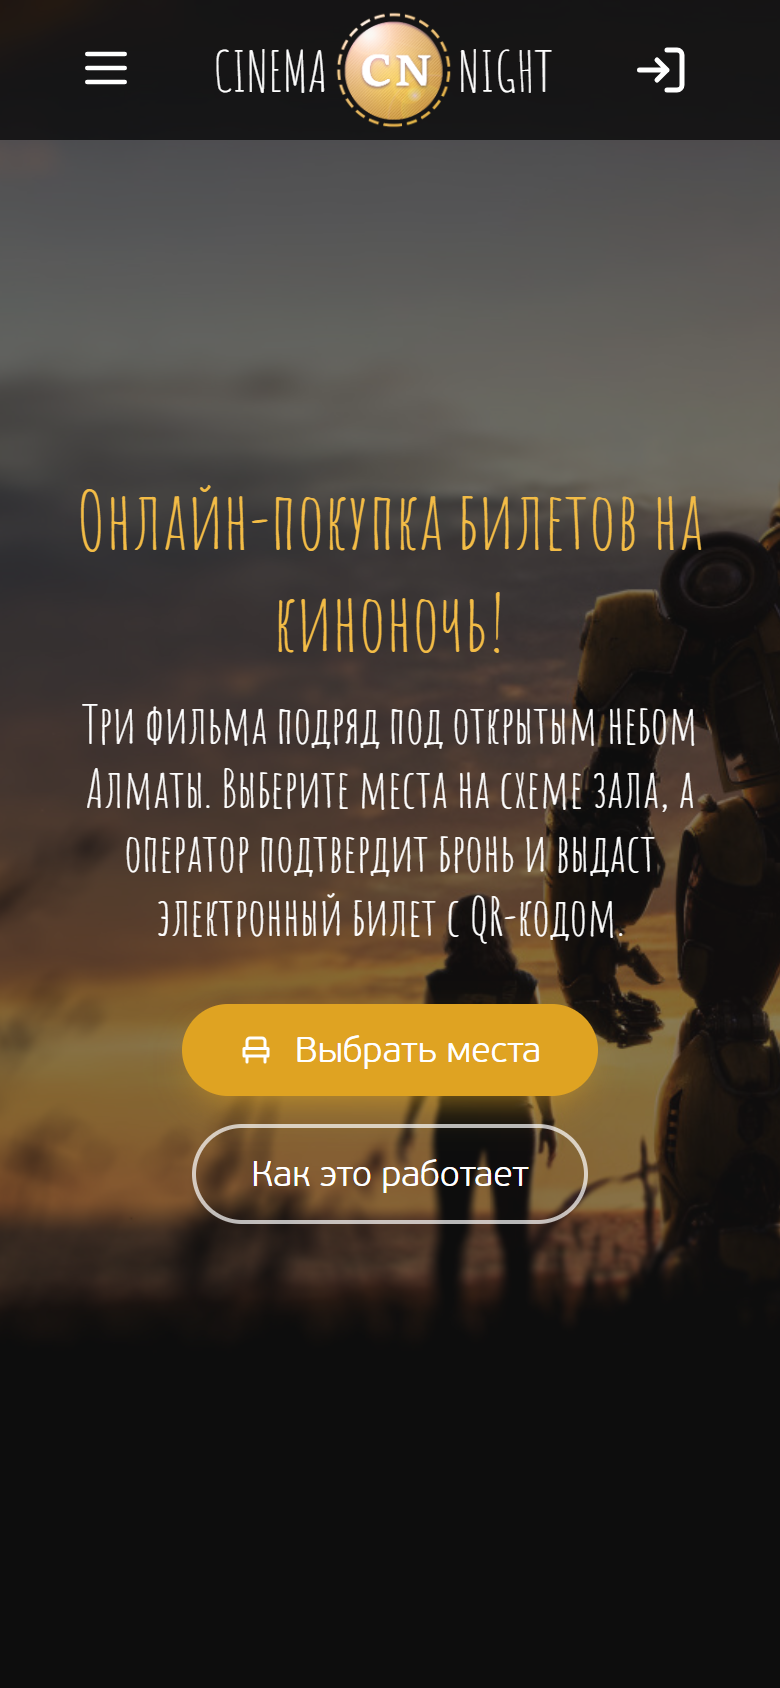 CINEMA CN NIGHT
Онлайн-покупка билетов на
киноночь!
Три фильма подряд под открытым небом
Алматы. Выберите места на схеме зала, а
оператор подтвердит бронь и выдаст
электронный билет с QR-кодом.
Выбрать места
Как это работает